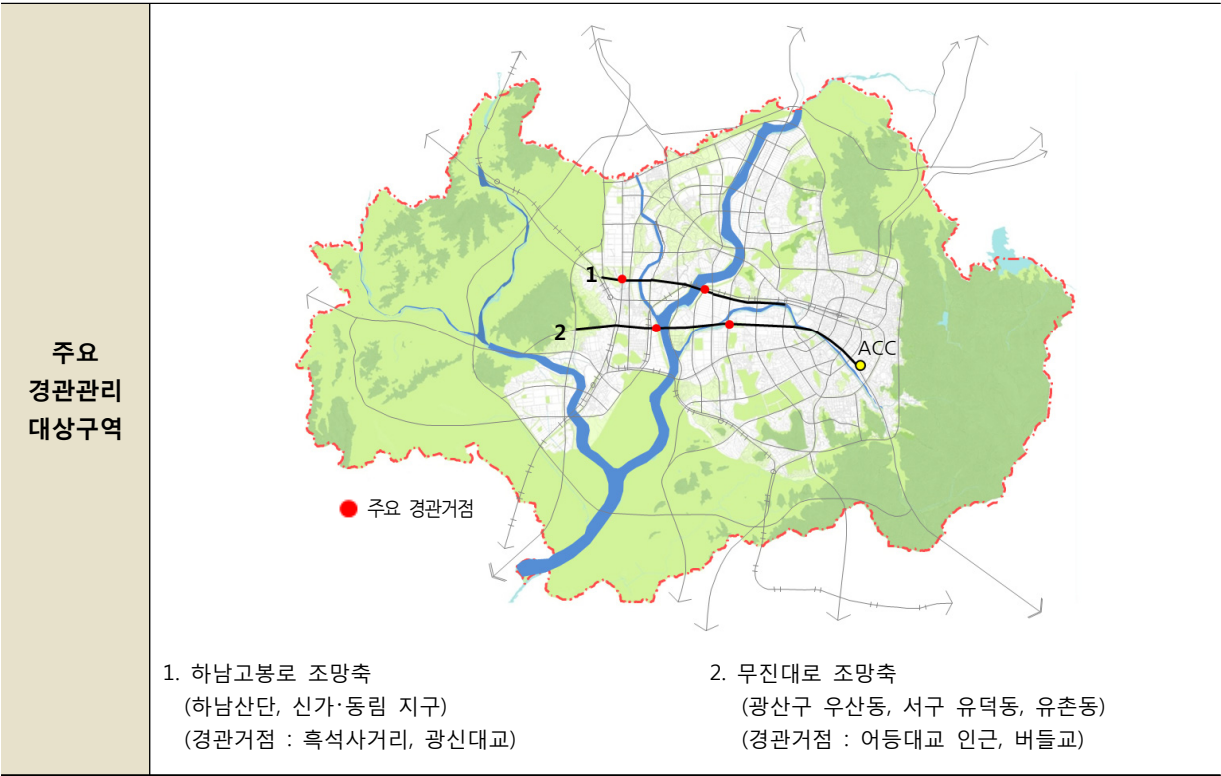 주요
경관관리
대상구역
1
2
ACC
주요 경관거점
1. 하남고봉로 조망축
(하남산단, 신가·동림 지구)
(경관거점 : 흑석사거리, 광신대교)
2. 무진대로 조망축
(광산구 우산동, 서구 유덕동, 유촌동)
(경관거점 : 어등대교 인근, 버들교)